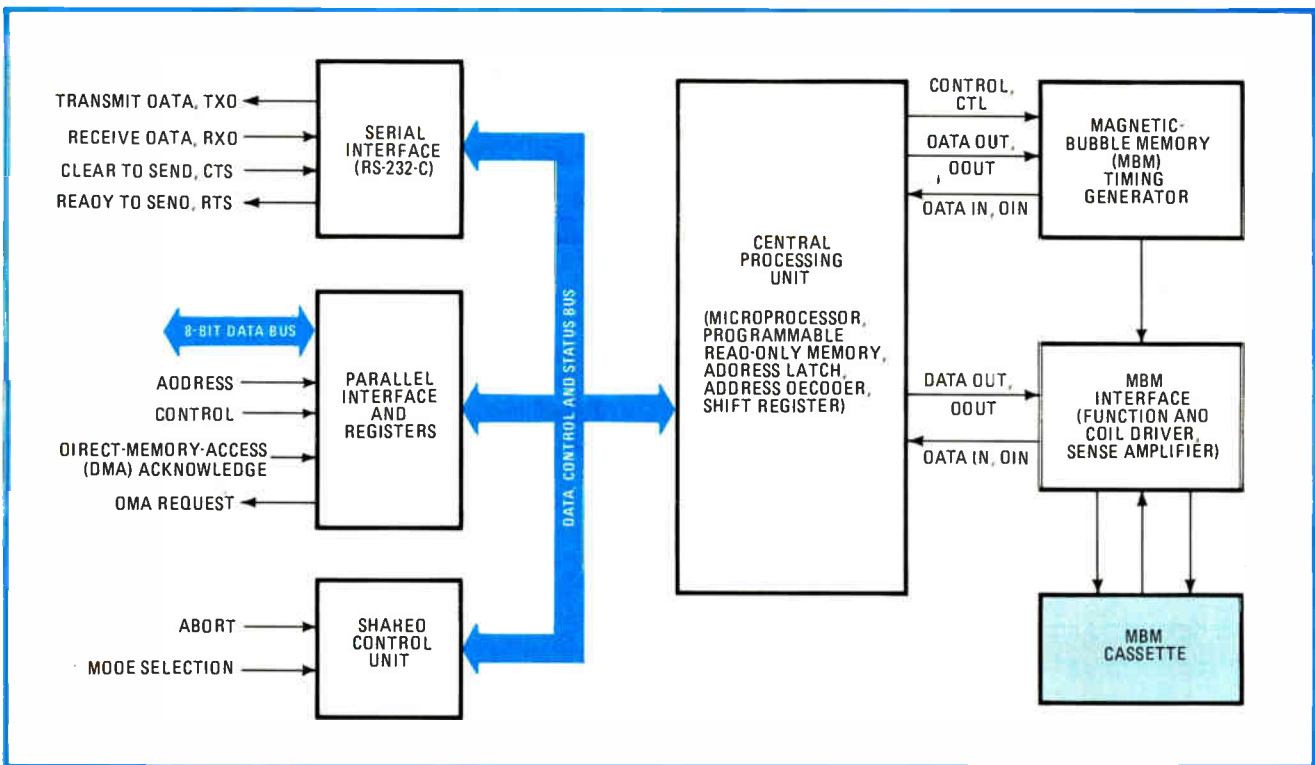 TRANSMIT OATA, TXO
RECEIVE OATA, RXO
CLEAR TO SEND, CTS
REAOY TO SENO, RTS
SERIAL
INTERFACE
(RS-232-C)
8-BIT DATA BUS
AOORESS
CONTROL
OIRECT-MEMORY-ACCESS
(DMA) ACKNOWLEDGE
OMA REQUEST
PARALLEL
INTERFACE
AND
REGISTERS
ABORT
MOOE SELECTION
SHAREO
CONTROL
UNIT
DATA, CONTROL AND STATUS BUS
CENTRAL
PROCESSING
UNIT
(MICROPROCESSOR,
PROGRAMMABLE
REAO-ONLY MEMORY,
AOORESS LATCH,
AOORESS OECOOER,
SHIFT REGISTER)
CONTROL,
CTL
OATA OUT,
OOUT
OATA IN, OIN
MAGNETIC-
BUBBLE MEMORY
(MBM)
TIMING
GENERATOR
DATA OUT,
OOUT
OATA IN, OIN
MBM
INTERFACE
(FUNCTION AND
COIL DRIVER,
SENSE AMPLIFIER)
MBM
CASSETTE